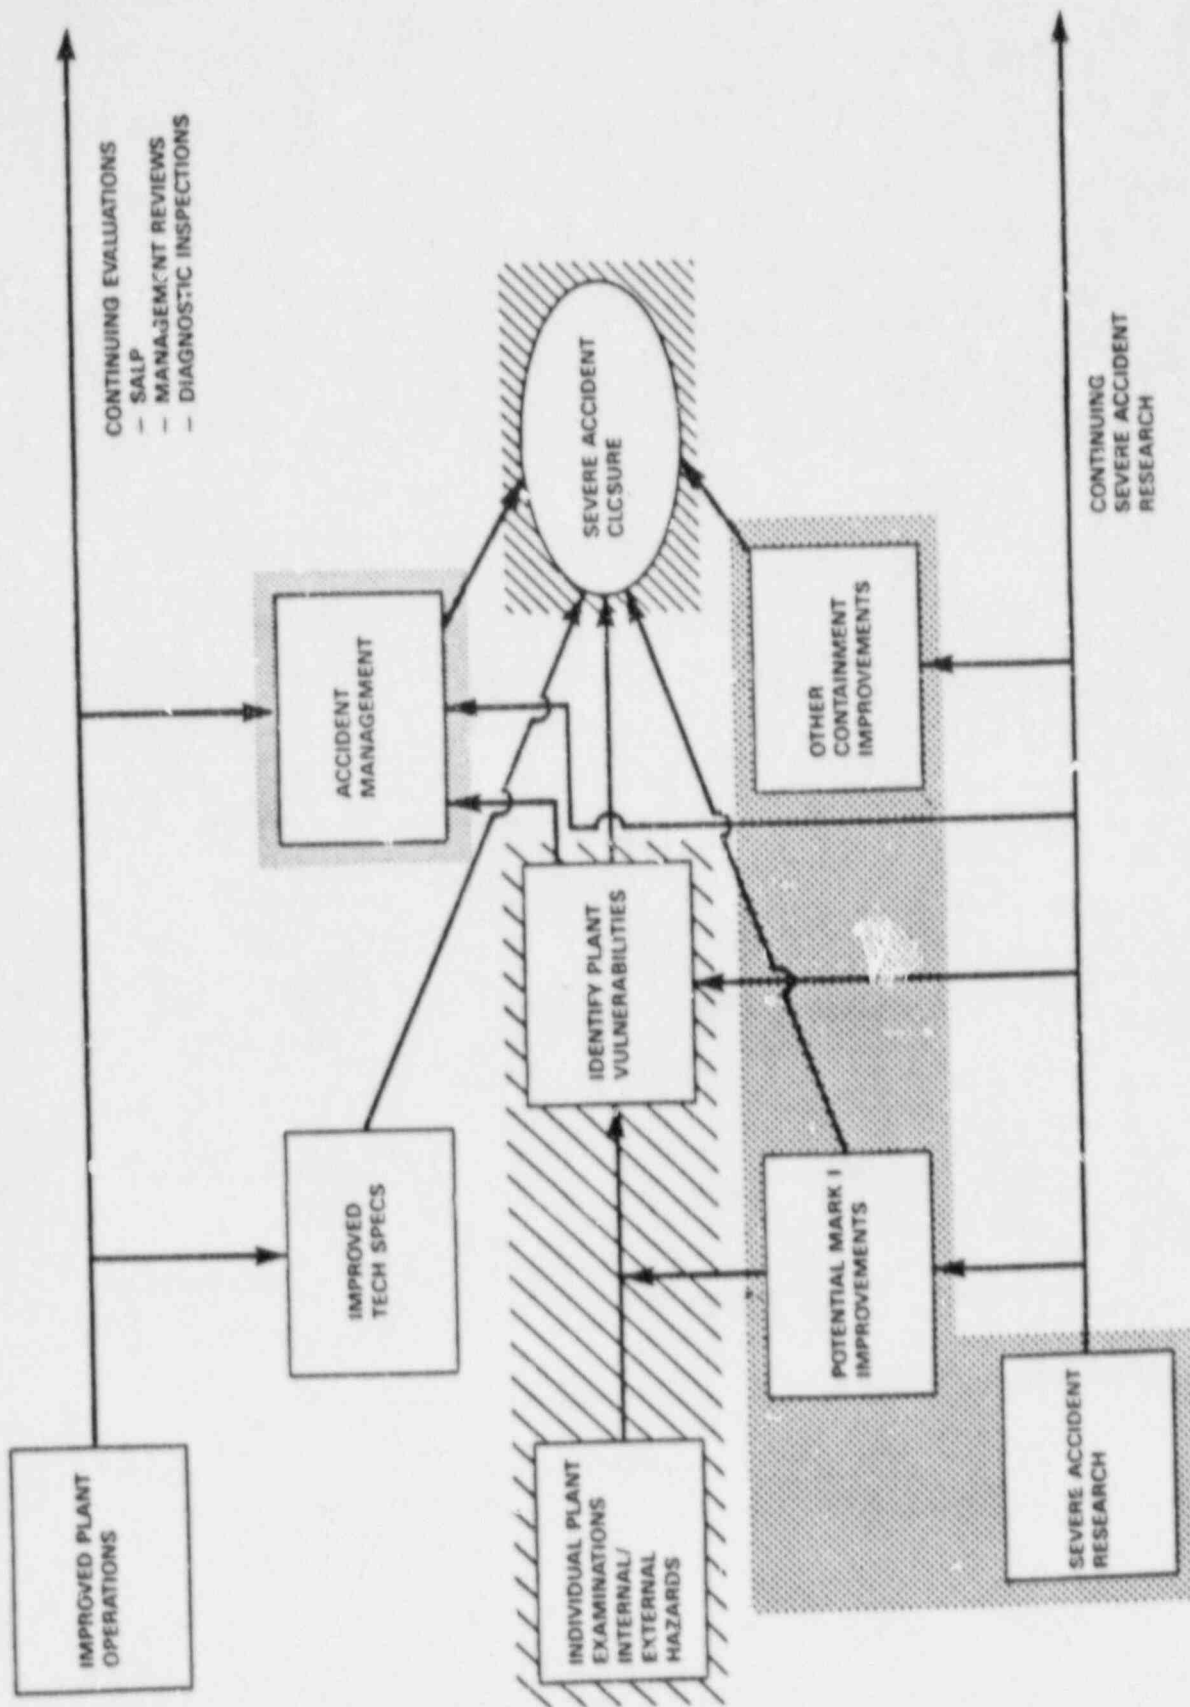 IMPROVED PLANT
OPERATIONS
CONTINUING EVALUATIONS
– SALP
– MANAGEMENT REVIEWS
– DIAGNOSTIC INSPECTIONS
IMPROVED
TECH SPECS
ACCIDENT
MANAGEMENT
INDIVIDUAL PLANT
EXAMINATIONS
INTERNAL/
EXTERNAL
HAZARDS
IDENTIFY PLANT
VULNERABILITIES
SEVERE ACCIDENT
CLOSURE
POTENTIAL MARK I
IMPROVEMENTS
OTHER
CONTAINMENT
IMPROVEMENTS
SEVERE ACCIDENT
RESEARCH
CONTINUING
SEVERE ACCIDENT
RESEARCH